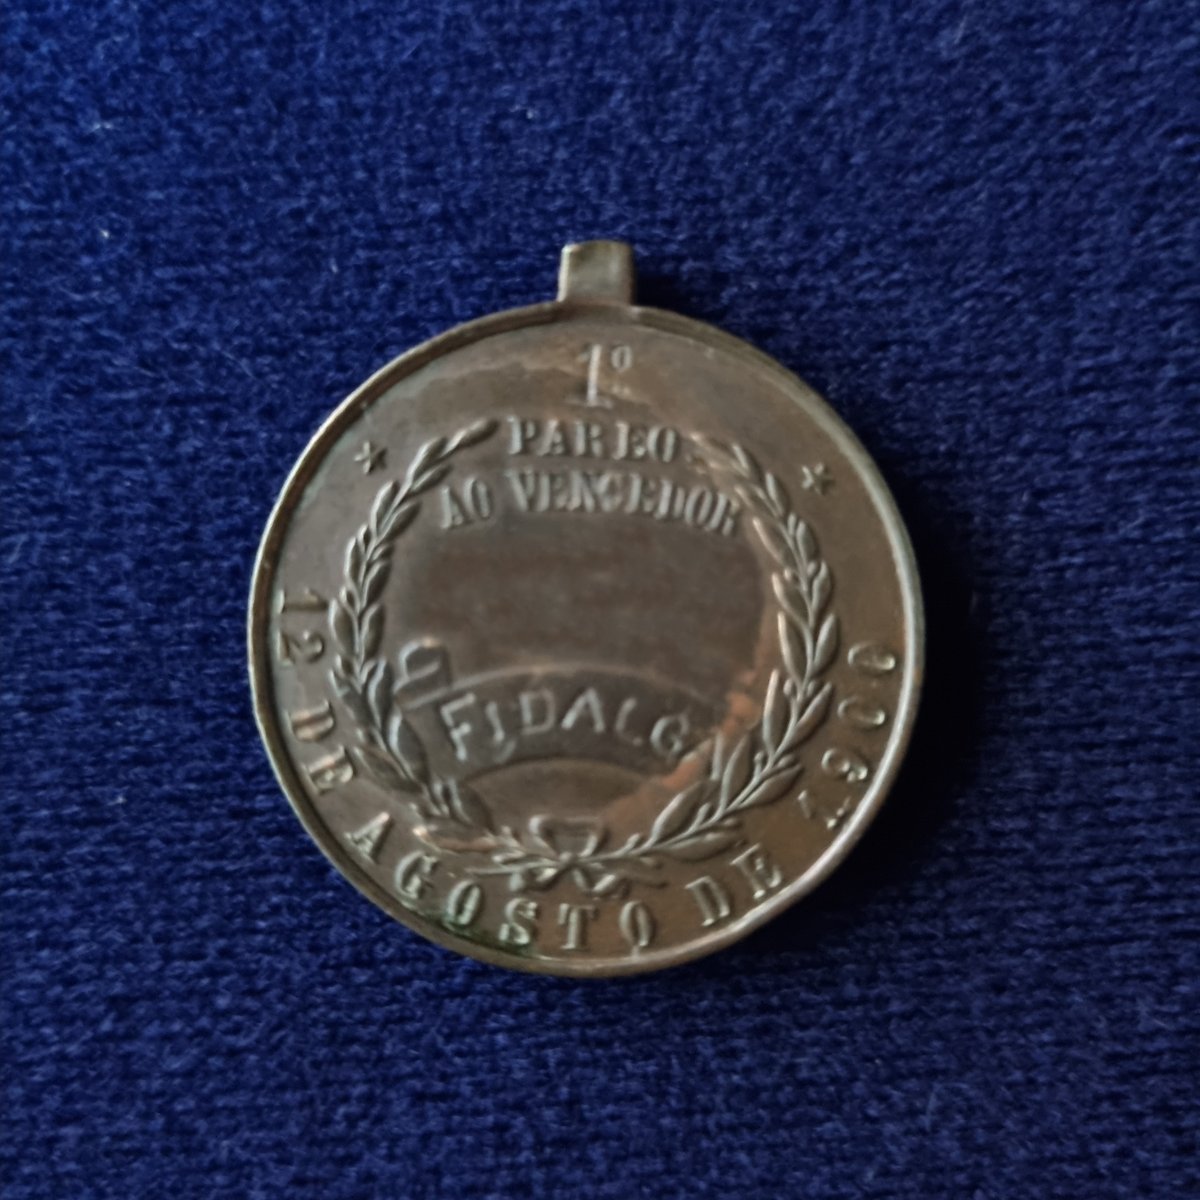 1º
PAREO
AO VENCEDOR
FIDALG
12 DE AGOSTO DE 1900